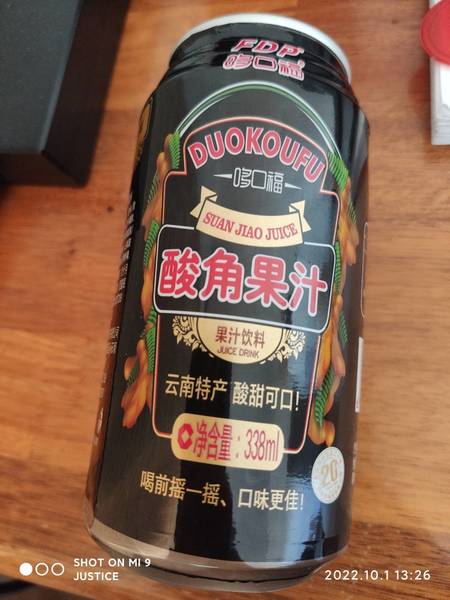 FDP
哆口福
DUOKOUFU
哆口福
SUAN JIAO JUICE
酸角果汁
果汁饮料
JUICE DRINK
云南特产 酸甜可口!
净含量:338ml
喝前摇一摇、口味更佳!
20
SHOT ON MI 9
JUSTICE
2022.10.1 13:26